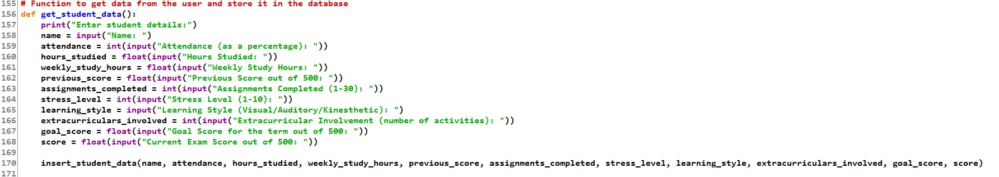 155 # Function to get data from the user and store it in the database
156 def get_student_data():
157     print("Enter student details:")
158     name = input("Name: ")
159     attendance = int(input("Attendance (as a percentage): "))
160     hours_studied = float(input("Hours Studied: "))
161     weekly_study_hours = float(input("Weekly Study Hours: "))
162     previous_score = float(input("Previous Score out of 500: "))
163     assignments_completed = int(input("Assignments Completed (1-30): "))
164     stress_level = int(input("Stress Level (1-10): "))
165     learning_style = input("Learning Style (Visual/Auditory/Kinesthetic): ")
166     extracurriculars_involved = int(input("Extracurricular Involvement (number of activities): "))
167     goal_score = float(input("Goal Score for the term out of 500: "))
168     score = float(input("Current Exam Score out of 500: "))
169
170     insert_student_data(name, attendance, hours_studied, weekly_study_hours, previous_score, assignments_completed, stress_level, learning_style, extracurriculars_involved, goal_score, score)
171